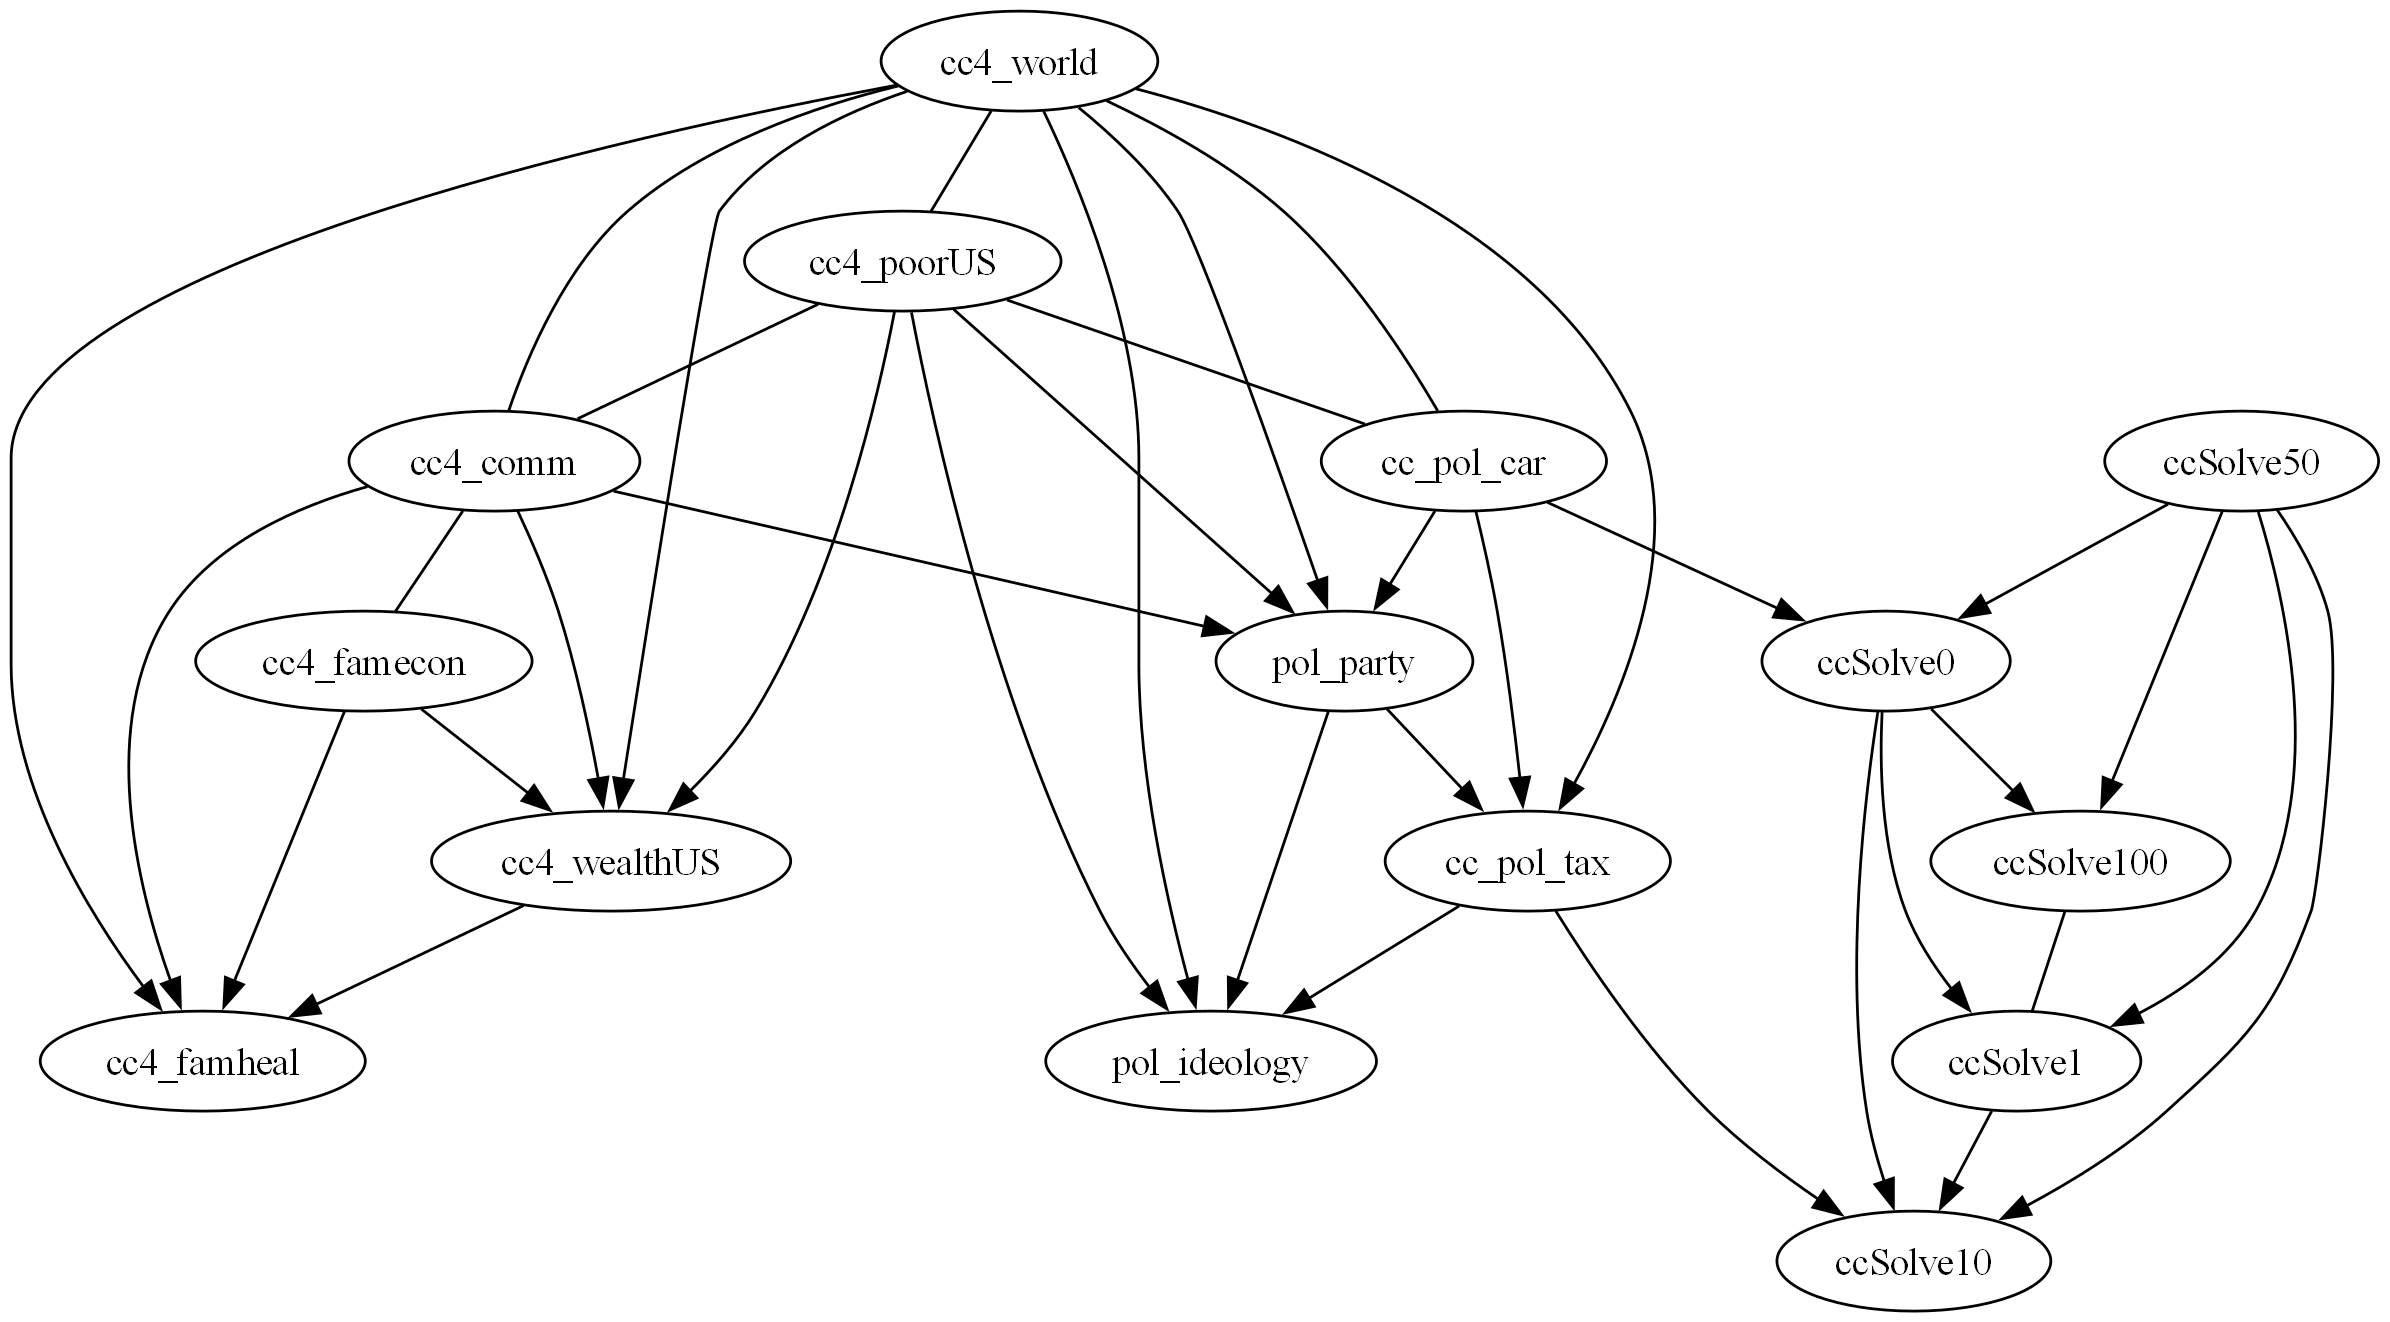 cc4_world
cc4_poorUS
cc4_comm
cc_pol_car
ccSolve50
cc4_famecon
pol_party
ccSolve0
cc4_wealthUS
cc_pol_tax
ccSolve100
cc4_famheal
pol_ideology
ccSolve1
ccSolve10